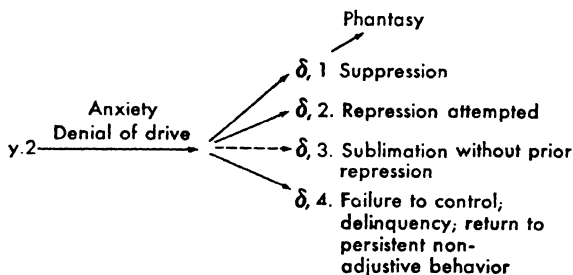 Phantasy
δ, 1 Suppression
Anxiety
δ, 2. Repression attempted
Denial of drive
y.2
δ, 3. Sublimation without prior
repression
δ, 4. Failure to control;
delinquency; return to
persistent non-
adjustive behavior